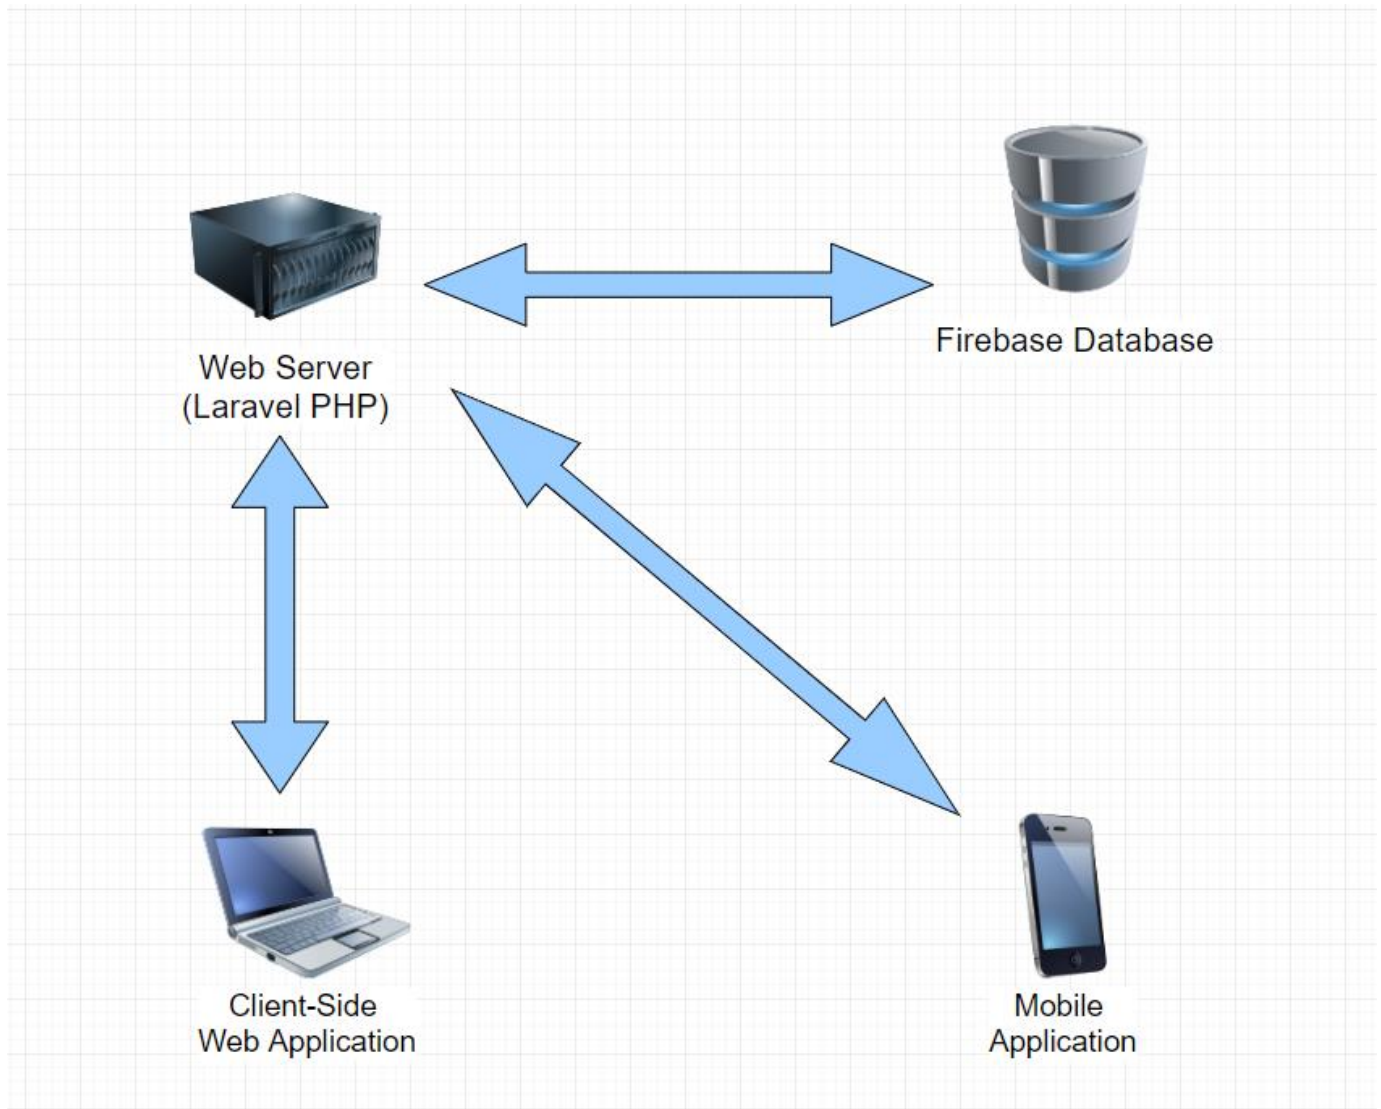 Firebase Database
Web Server
(Laravel PHP)
Client-Side
Web Application
Mobile
Application